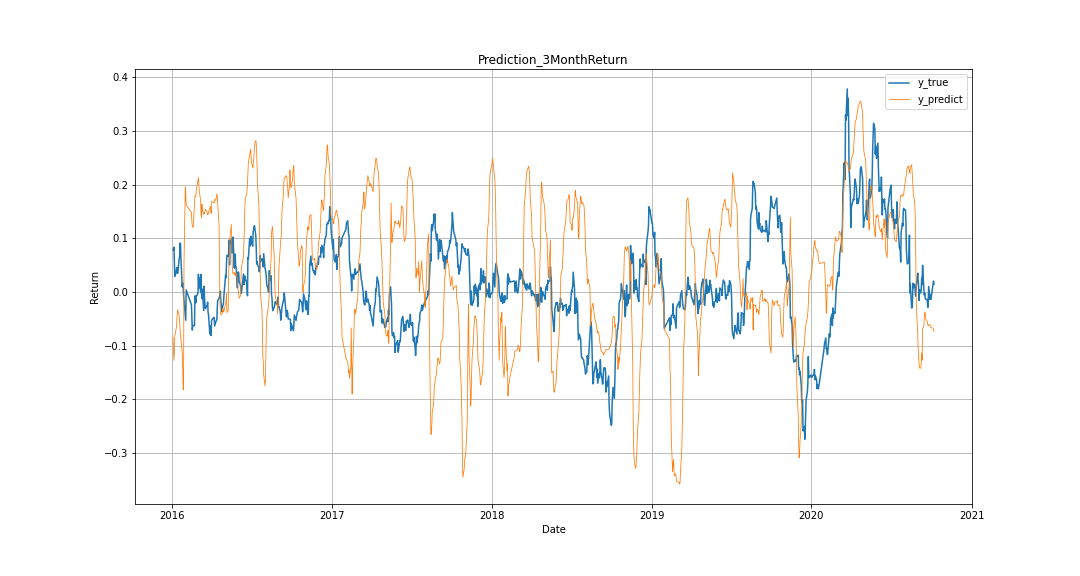 Prediction_3MonthReturn
y_true
y_predict
0.4
0.3
0.2
0.1
0.0
−0.1
−0.2
−0.3
Return
2016 2017 2018 2019 2020 2021
Date